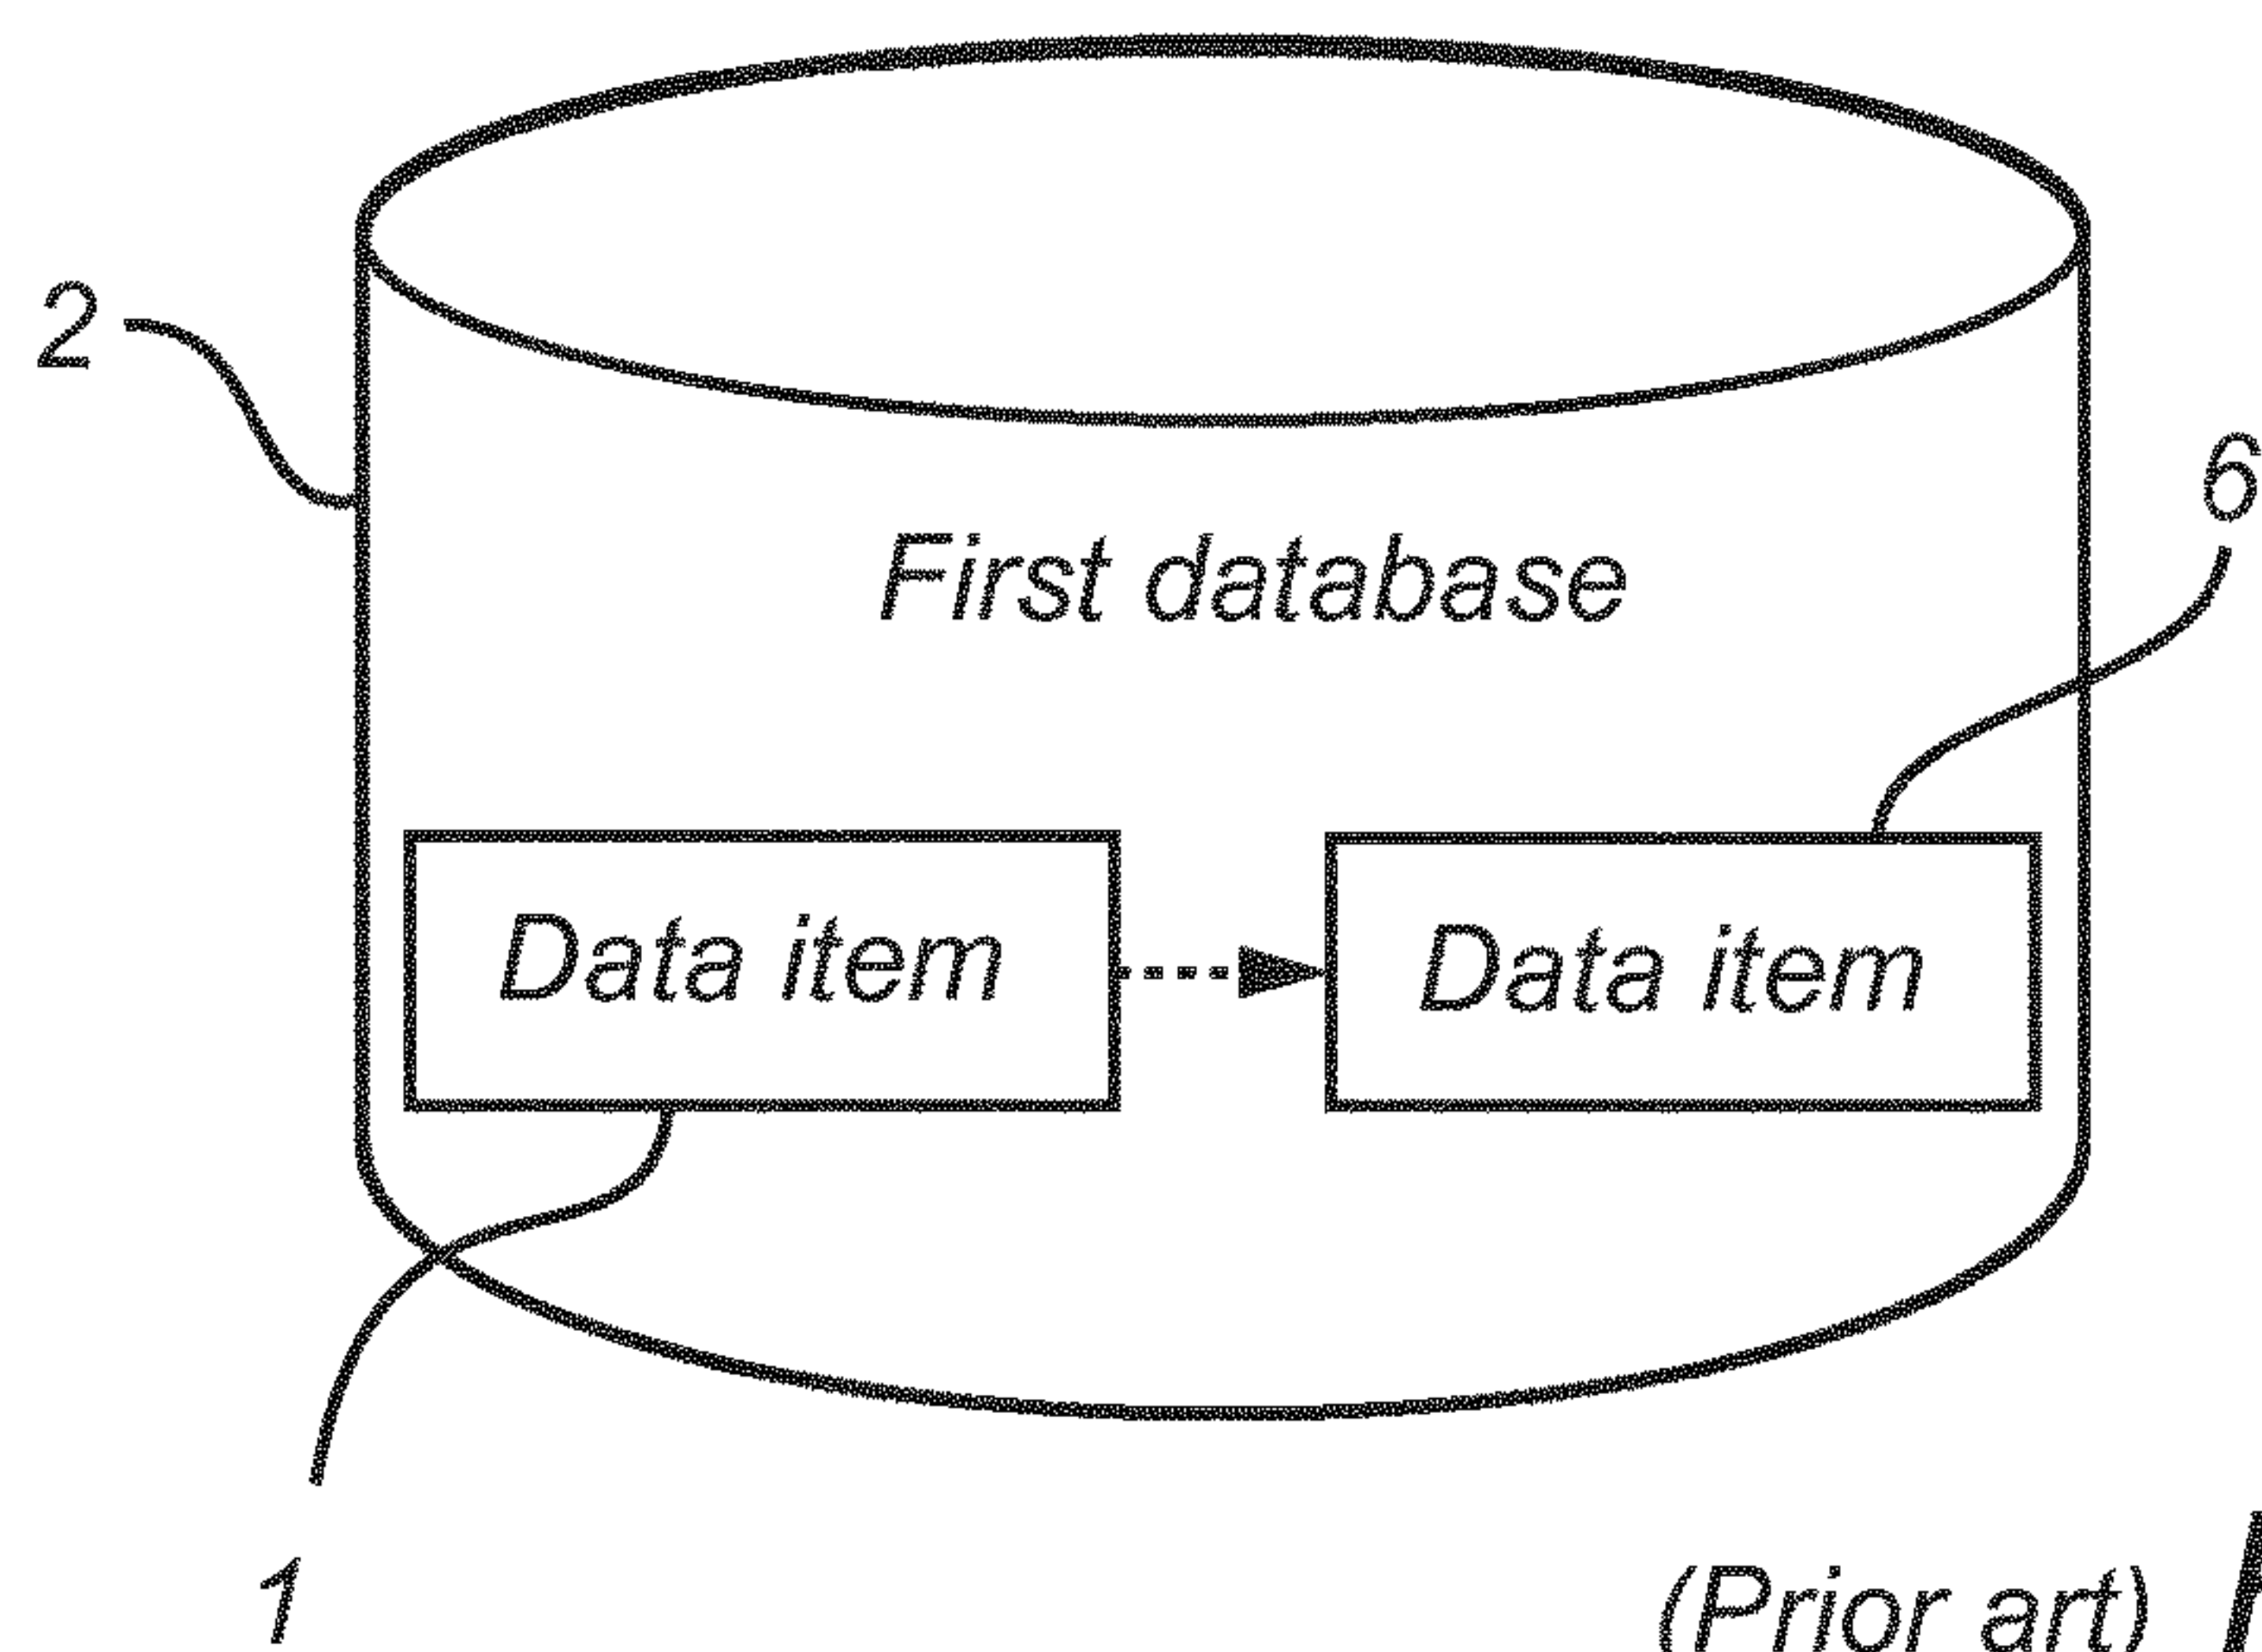 2
6
First database
Data item Data item
1
(Prior art)